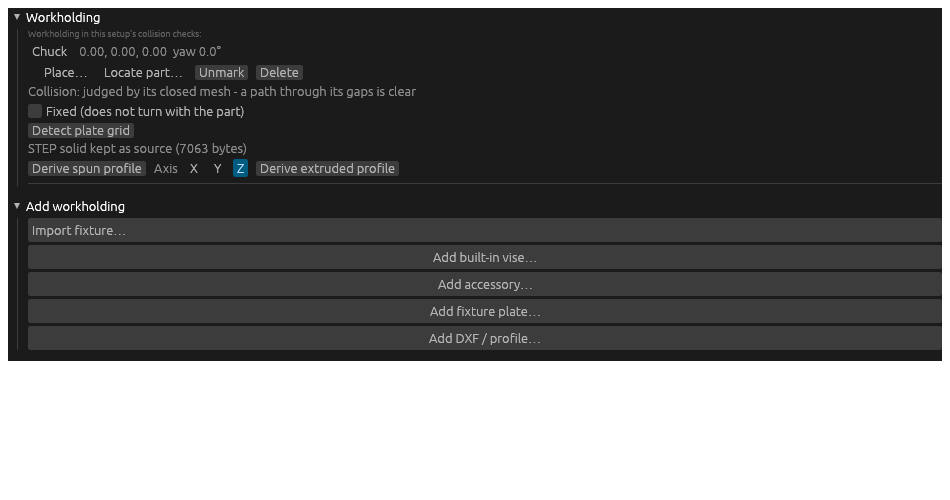 Workholding
Workholding in this setup's collision checks:
Chuck 0.00, 0.00, 0.00 yaw 0.0°
Place… Locate part… Unmark Delete
Collision: judged by its closed mesh - a path through its gaps is clear
Fixed (does not turn with the part)
Detect plate grid
STEP solid kept as source (7063 bytes)
Derive spun profile Axis X Y Z Derive extruded profile
Add workholding
Import fixture…
Add built-in vise…
Add accessory…
Add fixture plate…
Add DXF / profile…